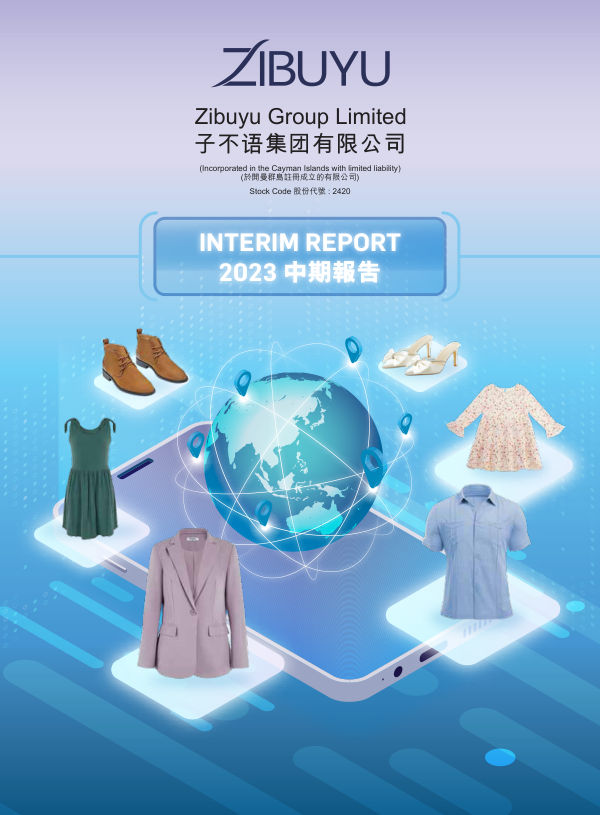 ZIBUYU
Zibuyu Group Limited
子不语集团有限公司
(Incorporated in the Cayman Islands with limited liability)
(於開曼群島註冊成立的有限公司)
Stock Code 股份代號 : 2420
INTERIM REPORT
2023 中期報告